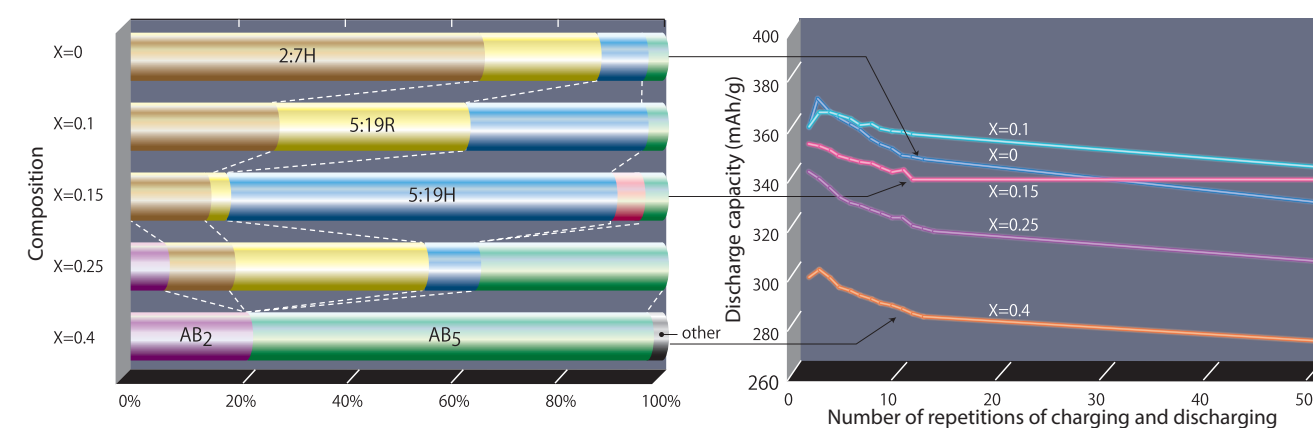 Composition
X=0
X=0.1
X=0.15
X=0.25
X=0.4
2:7H
5:19R
5:19H
AB2
AB5
other
0%
20%
40%
60%
80%
100%
Discharge capacity (mAh/g)
400
380
360
340
320
300
280
260
X=0.1
X=0
X=0.15
X=0.25
X=0.4
0
10
20
30
40
50
Number of repetitions of charging and discharging